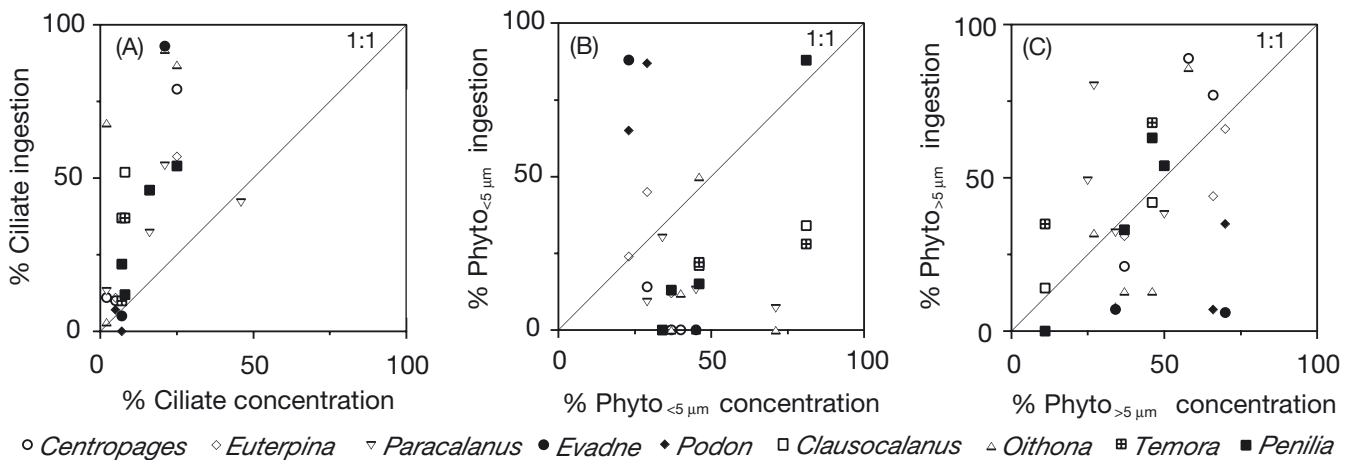 (A)
1:1
100
50
0
% Ciliate ingestion
0 50 100
% Ciliate concentration
(B)
1:1
100
50
0
% Phyto<5 µm ingestion
0 50 100
% Phyto<5 µm concentration
(C)
1:1
100
50
0
% Phyto>5 µm ingestion
0 50 100
% Phyto>5 µm concentration
Centropages Euterpina Paracalanus Evadne Podon Clausocalanus Oithona Temora Penilia